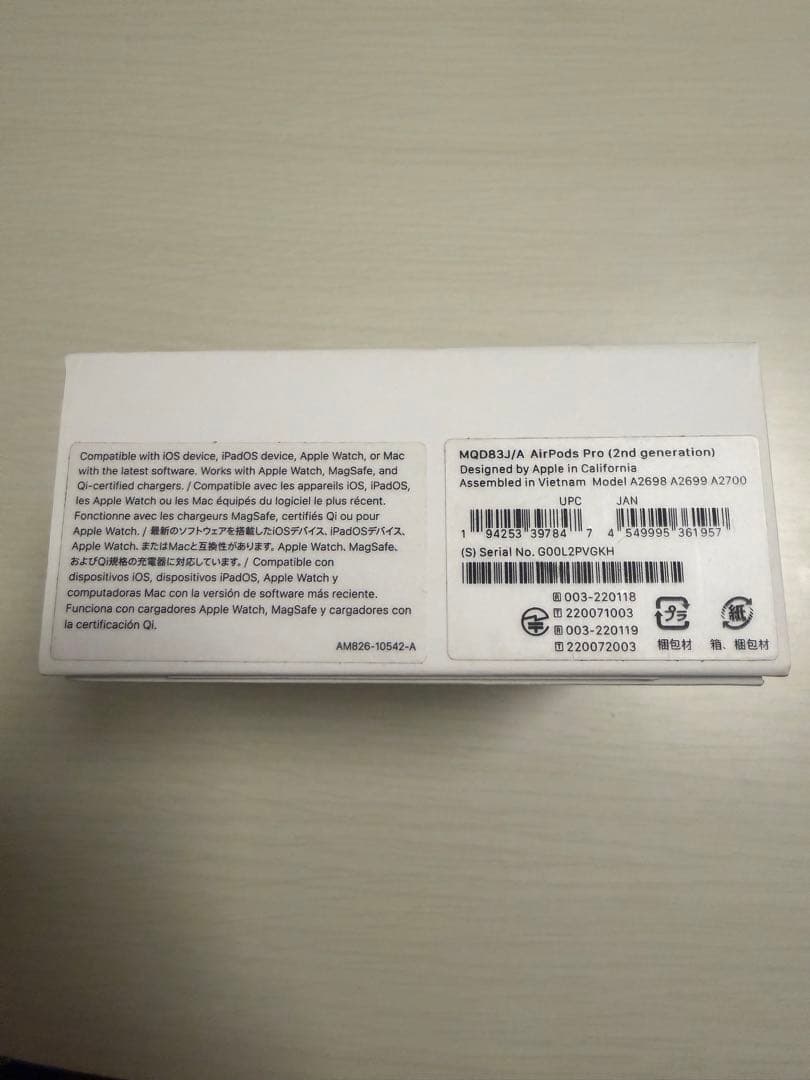 Compatible with iOS device, iPadOS device, Apple Watch, or Mac
with the latest software. Works with Apple Watch, MagSafe, and
Qi-certified chargers. / Compatible avec les appareils iOS, iPadOS,
les Apple Watch ou les Mac équipés du logiciel le plus récent.
Fonctionne avec les chargeurs MagSafe, certifiés Qi ou pour
Apple Watch. / 最新のソフトウェアを搭載したiOSデバイス、iPadOSデバイス、
Apple Watch、またはMacと互換性があります。Apple Watch、MagSafe、
およびQi規格の充電器に対応しています。/ Compatible con
dispositivos iOS, dispositivos iPadOS, Apple Watch y
computadoras Mac con la versión de software más reciente.
Funciona con cargadores Apple Watch, MagSafe y cargadores con
la certificación Qi.
AM826-10542-A
MQD83J/A AirPods Pro (2nd generation)
Designed by Apple in California
Assembled in Vietnam Model A2698 A2699 A2700
UPC JAN
1 94253 39784 7 4 549995 361957
(S) Serial No. G00L2PVGKH
R 003-220118
T 220071003
R 003-220119
T 220072003
プラ
梱包材
紙
箱、梱包材